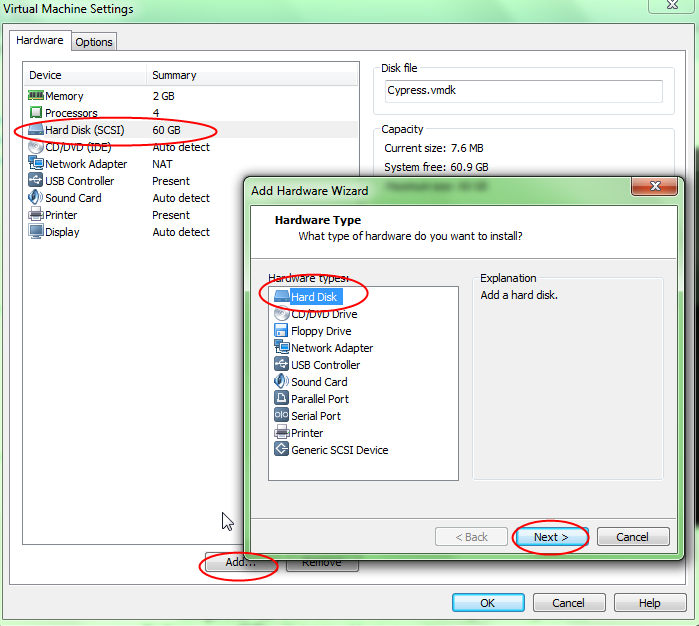 Virtual Machine Settings
Hardware
Options
Device Summary
Memory 2 GB
Processors 4
Hard Disk (SCSI) 60 GB
CD/DVD (IDE) Auto detect
Network Adapter NAT
USB Controller Present
Sound Card Auto detect
Printer Present
Display Auto detect
Add...
Remove
Disk file
Cypress.vmdk
Capacity
Current size: 7.6 MB
System free: 60.9 GB
Add Hardware Wizard
Hardware Type
What type of hardware do you want to install?
Hardware types:
Hard Disk
CD/DVD Drive
Floppy Drive
Network Adapter
USB Controller
Sound Card
Parallel Port
Serial Port
Printer
Generic SCSI Device
Explanation
Add a hard disk.
< Back Next > Cancel
OK Cancel Help